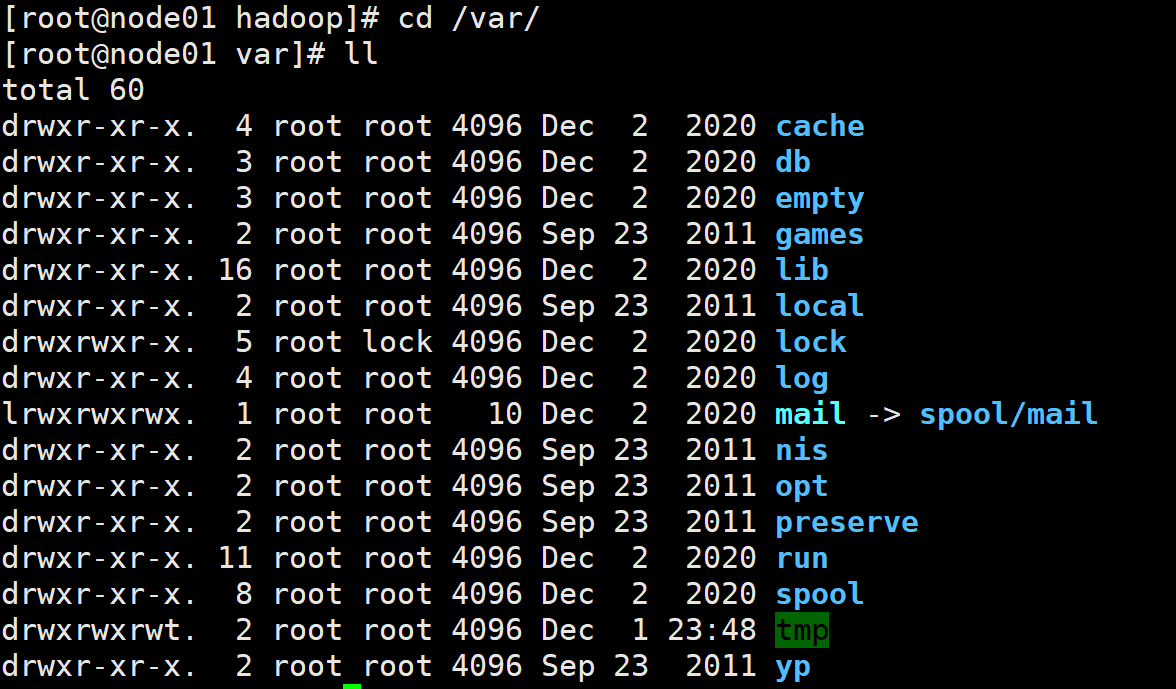 [root@node01 hadoop]# cd /var/
[root@node01 var]# ll
total 60
drwxr-xr-x.  4 root root 4096 Dec  2  2020 cache
drwxr-xr-x.  3 root root 4096 Dec  2  2020 db
drwxr-xr-x.  3 root root 4096 Dec  2  2020 empty
drwxr-xr-x.  2 root root 4096 Sep 23  2011 games
drwxr-xr-x. 16 root root 4096 Dec  2  2020 lib
drwxr-xr-x.  2 root root 4096 Sep 23  2011 local
drwxrwxr-x.  5 root lock 4096 Dec  2  2020 lock
drwxr-xr-x.  4 root root 4096 Dec  2  2020 log
lrwxrwxrwx.  1 root root   10 Dec  2  2020 mail -> spool/mail
drwxr-xr-x.  2 root root 4096 Sep 23  2011 nis
drwxr-xr-x.  2 root root 4096 Sep 23  2011 opt
drwxr-xr-x.  2 root root 4096 Sep 23  2011 preserve
drwxr-xr-x. 11 root root 4096 Dec  2  2020 run
drwxr-xr-x.  8 root root 4096 Dec  2  2020 spool
drwxrwxrwt.  2 root root 4096 Dec  1 23:48 tmp
drwxr-xr-x.  2 root root 4096 Sep 23  2011 yp